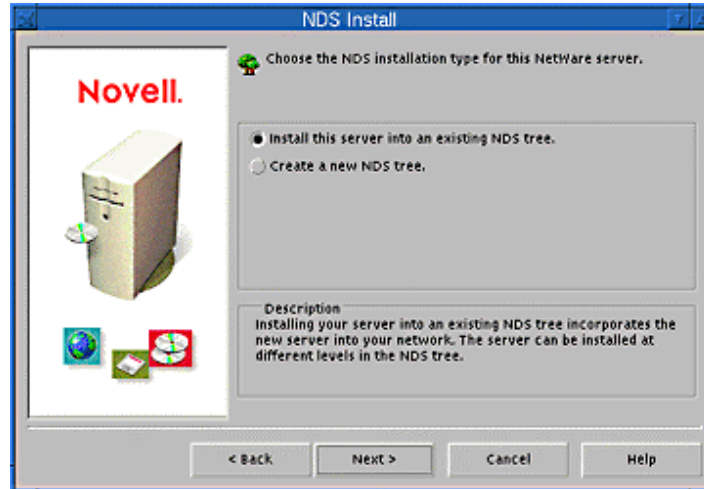 NDS Install
Novell.
Choose the NDS installation type for this NetWare server.
Install this server into an existing NDS tree.
Create a new NDS tree.
Description
Installing your server into an existing NDS tree incorporates the
new server into your network. The server can be installed at
different levels in the NDS tree.
< Back
Next >
Cancel
Help